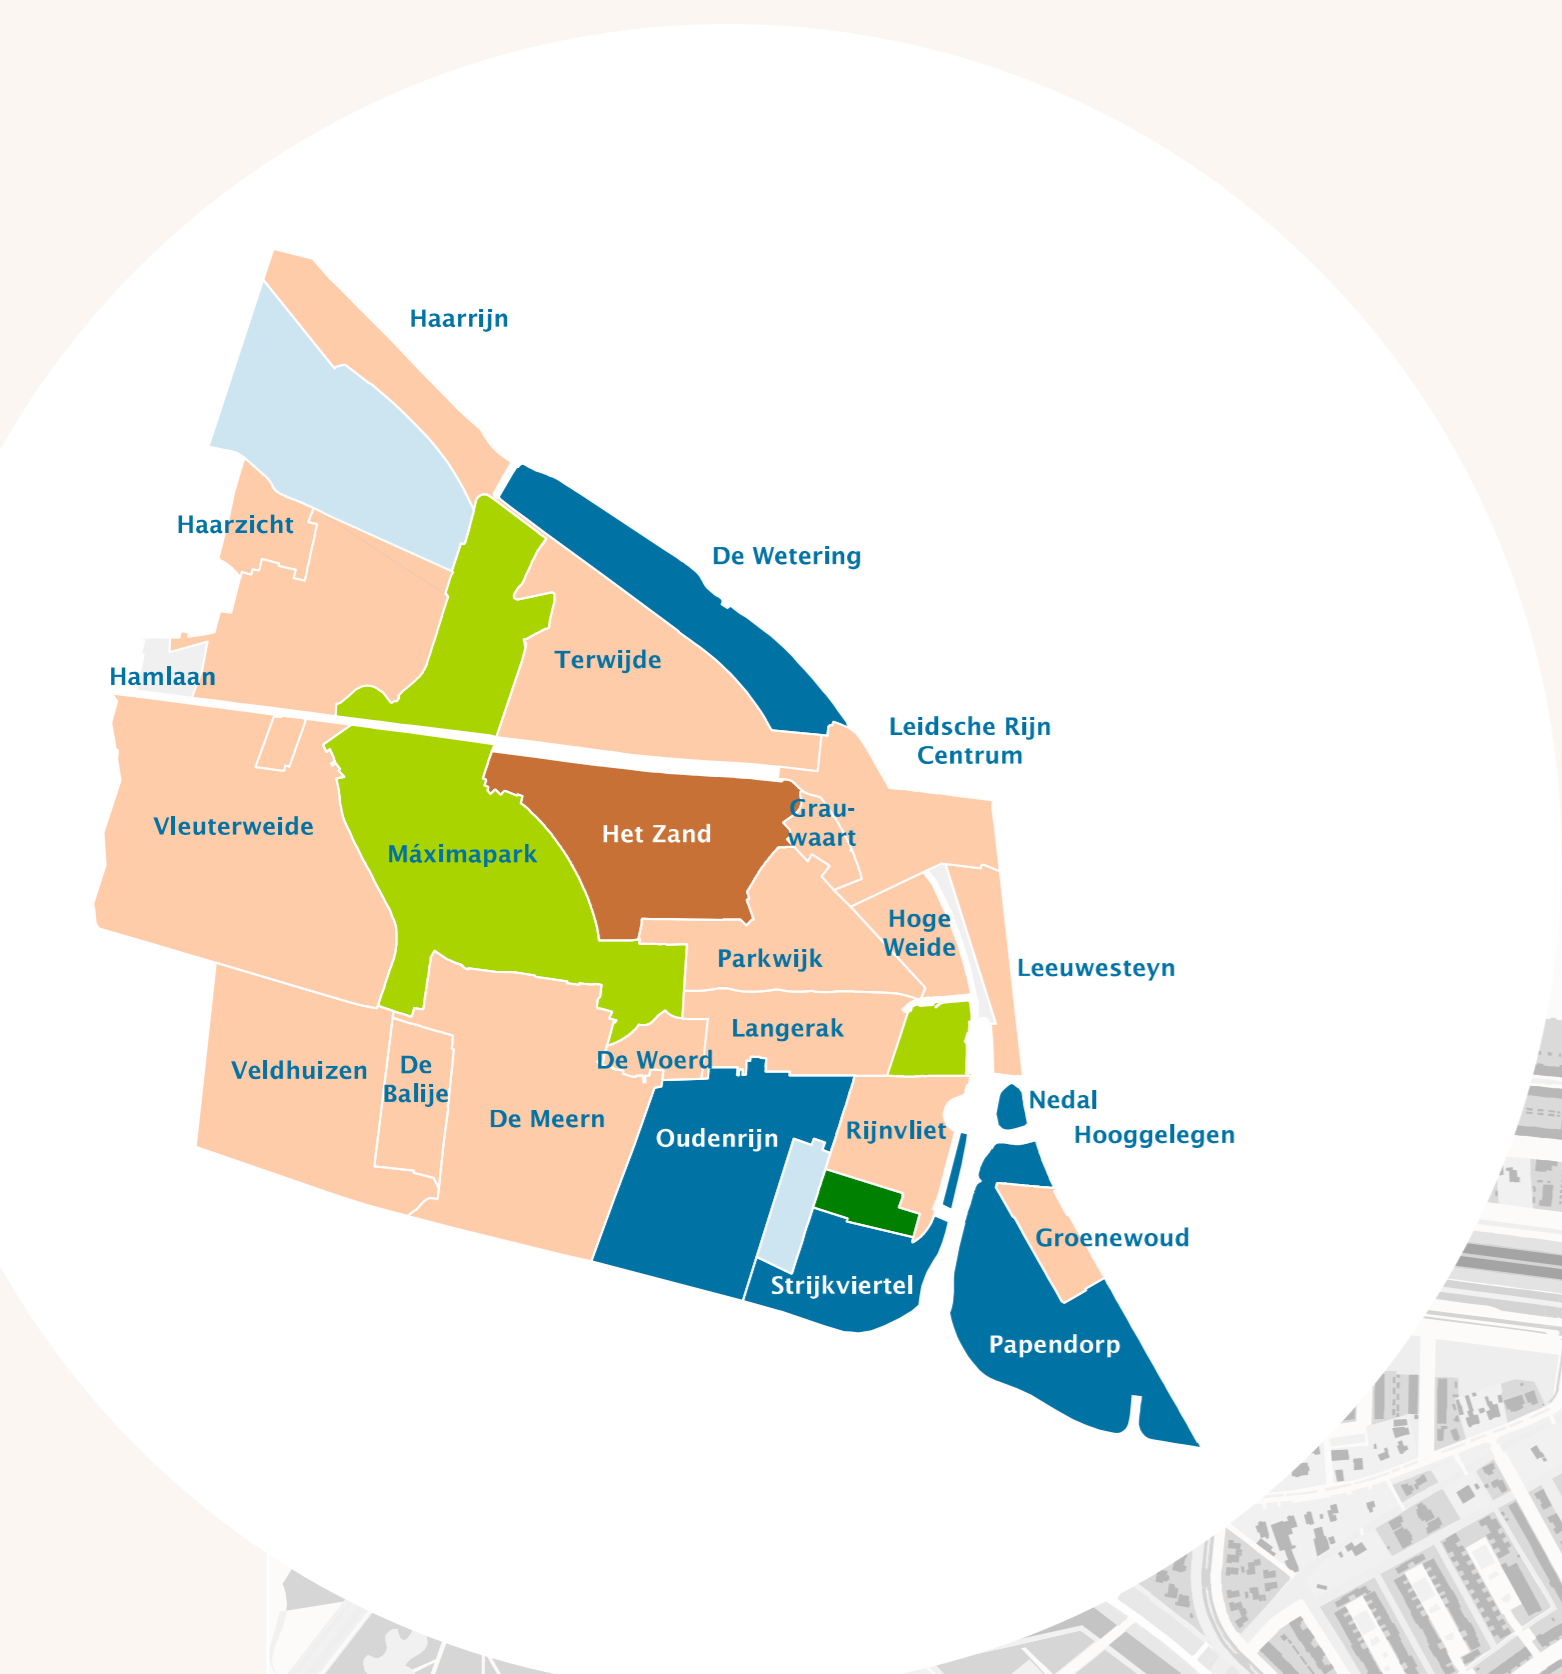 Haarrijn
Haarzicht
De Wetering
Terwijde
Hamlaan
Leidsche Rijn
Centrum
Vleuterweide
Máximapark
Het Zand
Grau-
waart
Hoge
Weide
Parkwijk
Leeuwesteyn
Langerak
Veldhuizen
De
Balije
De Woerd
De Meern
Oudenrijn
Rijnvliet
Nedal
Hooggelegen
Groenewoud
Strijkviertel
Papendorp